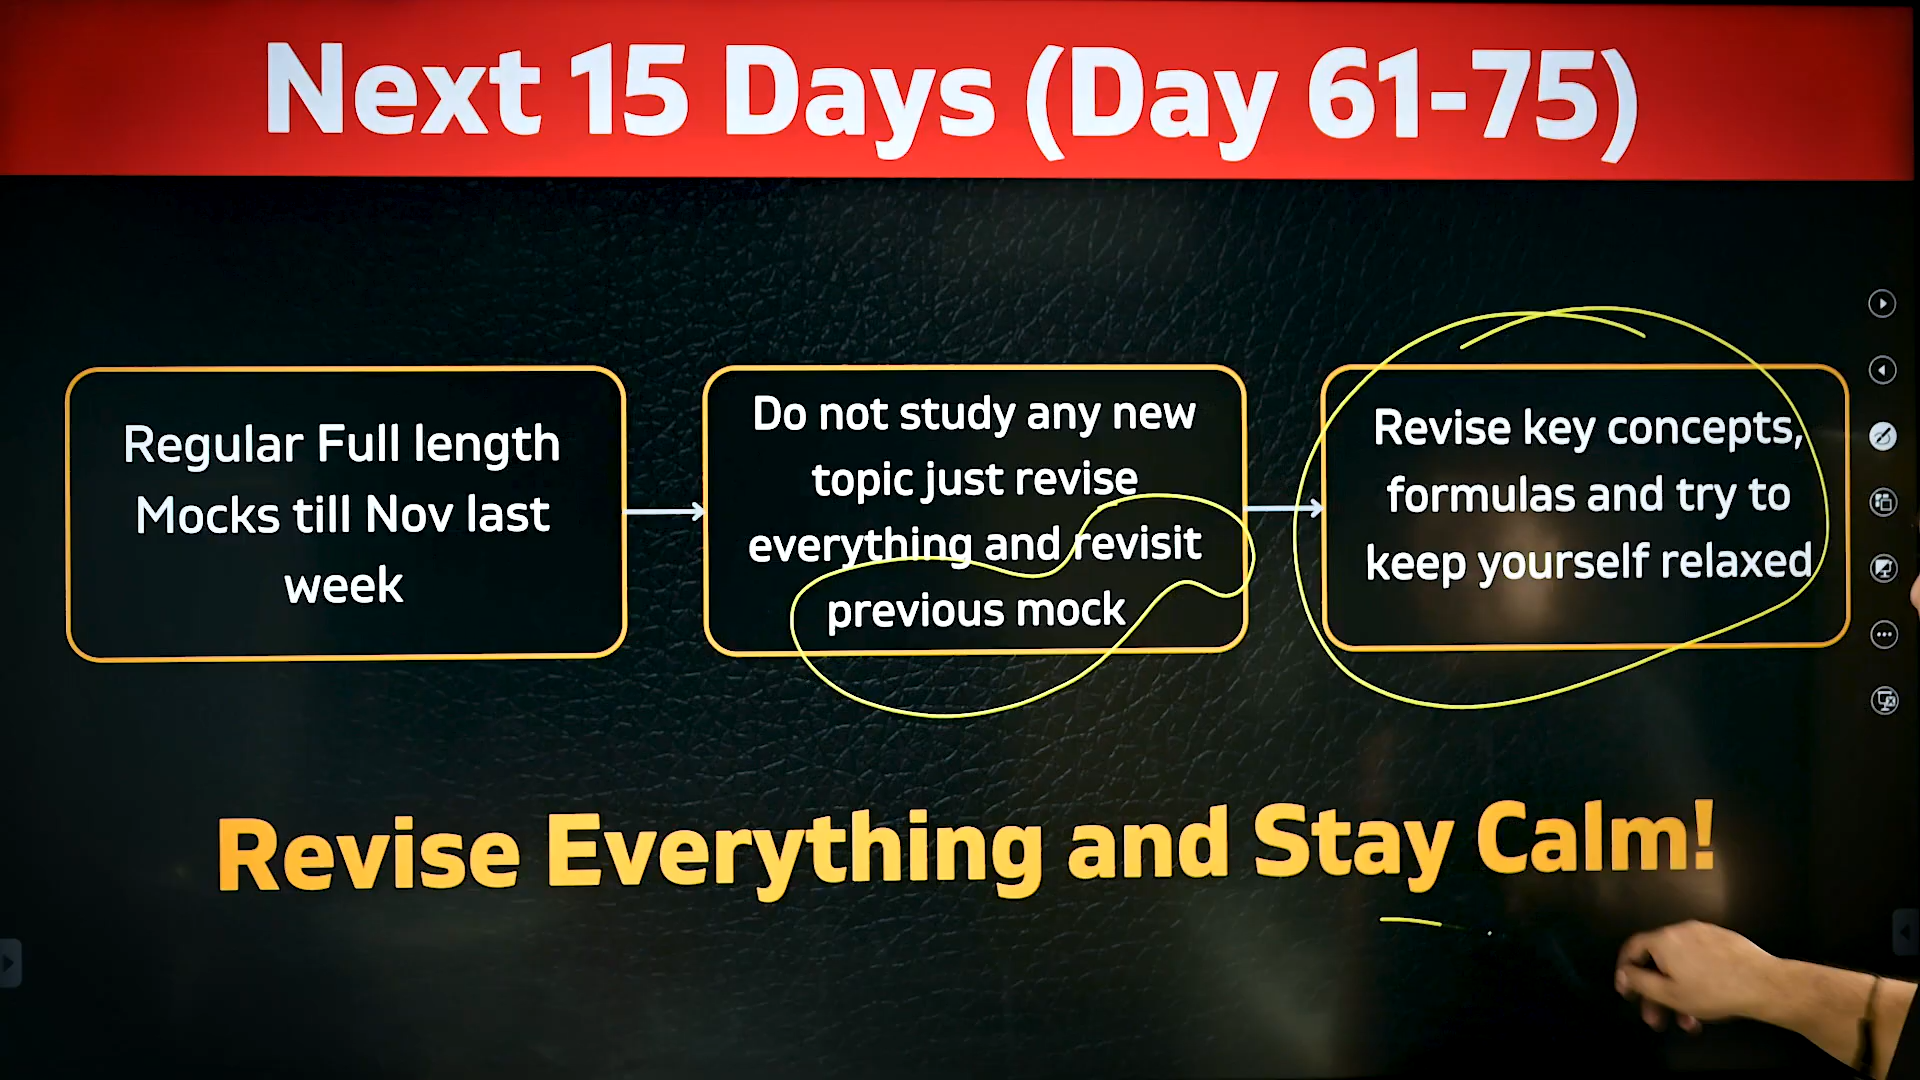 Next 15 Days (Day 61-75)
Regular Full length
Mocks till Nov last
week
Do not study any new
topic just revise
everything and revisit
previous mock
Revise key concepts,
formulas and try to
keep yourself relaxed
Revise Everything and Stay Calm!